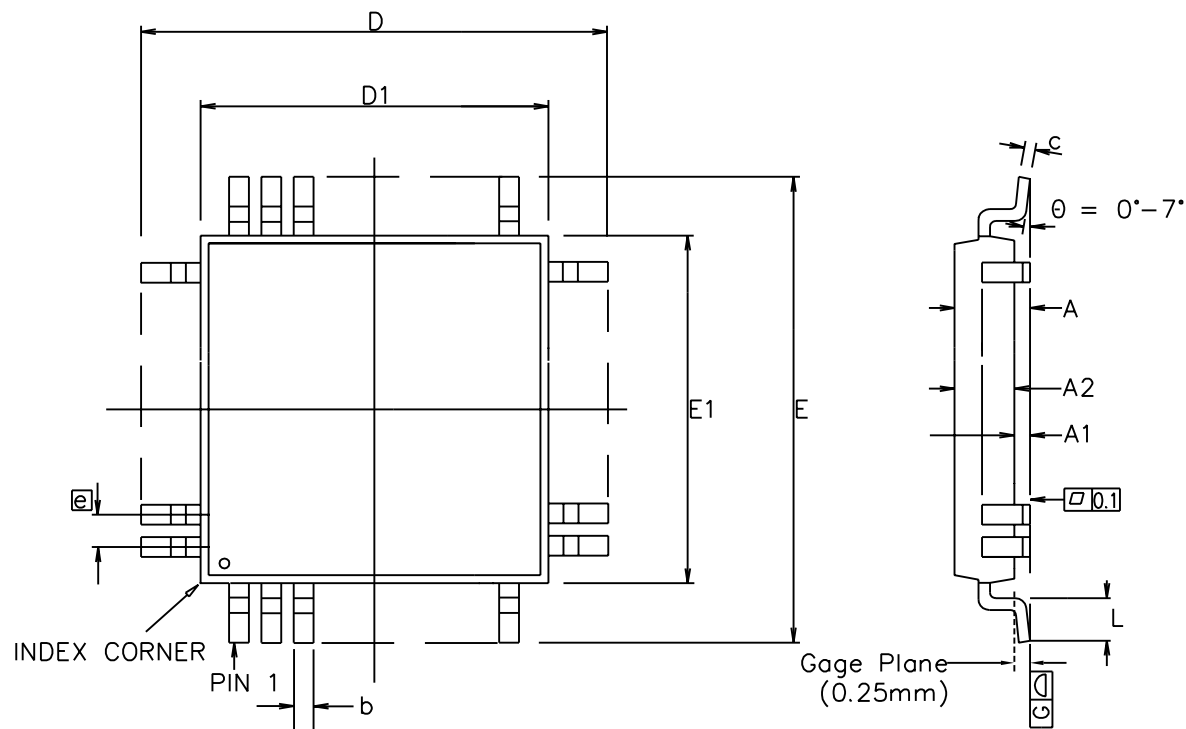 D
D1
c
θ = 0°-7°
A
A2
E1
E
A1
e
0.1
INDEX CORNER
PIN 1
b
L
Gage Plane
(0.25mm)
G